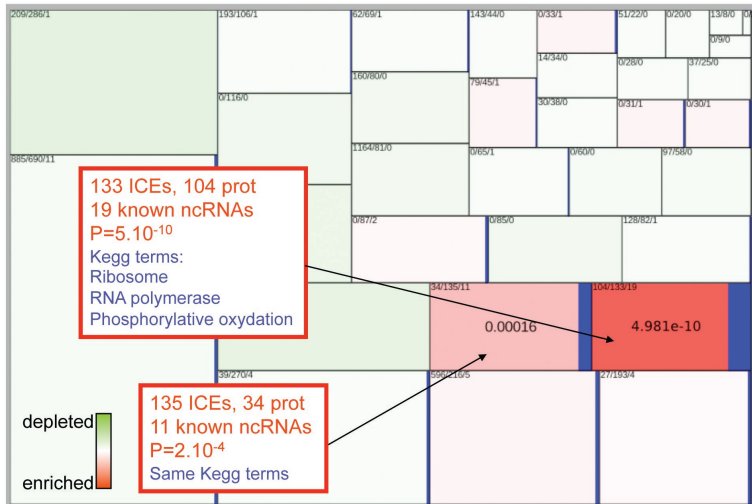 209/286/1
193/106/1
62/69/1
143/44/0
0/33/1
51/22/0
0/20/0
13/8/0
0/9/0
14/34/0
0/28/0
37/25/0
160/80/0
79/45/1
0/116/0
30/38/0
0/31/1
0/30/1
1164/81/0
0/65/1
0/60/0
97/58/0
885/690/11
133 ICEs, 104 prot
19 known ncRNAs
P=5.10⁻¹⁰
Kegg terms:
Ribosome
RNA polymerase
Phosphorylative oxydation
0/87/2
0/85/0
128/82/1
34/135/11
104/133/19
0.00016
4.981e-10
39/270/4
596/216/5
27/193/4
135 ICEs, 34 prot
11 known ncRNAs
P=2.10⁻⁴
Same Kegg terms
depleted
enriched